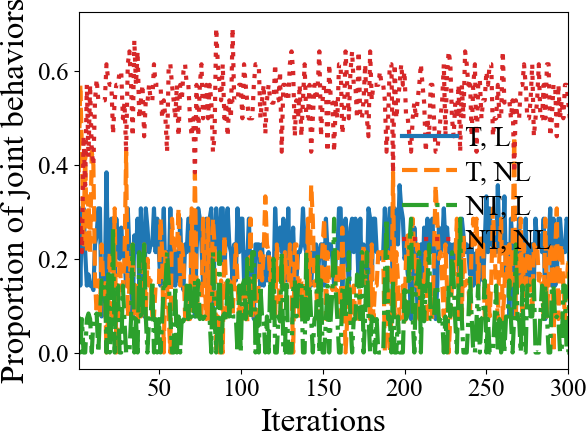 Proportion of joint behaviors
0.6
0.4
0.2
0.0
T, L
T, NL
NT, L
NT, NL
50
100
150
200
250
300
Iterations